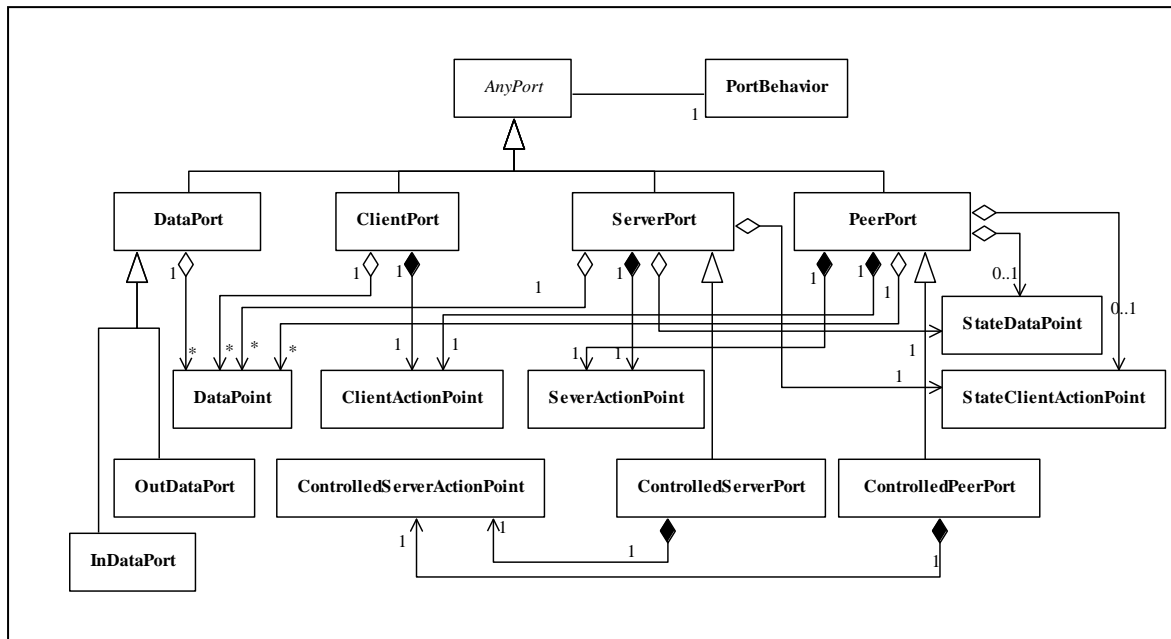 AnyPort
PortBehavior
1
DataPort
ClientPort
ServerPort
PeerPort
1
1
1
1
1
1
1
1
0..1
0..1
*
*
*
*
1
1
1
1
1
1
StateDataPoint
DataPoint
ClientActionPoint
SeverActionPoint
StateClientActionPoint
OutDataPort
ControlledServerActionPoint
ControlledServerPort
ControlledPeerPort
InDataPort
1
1
1
1